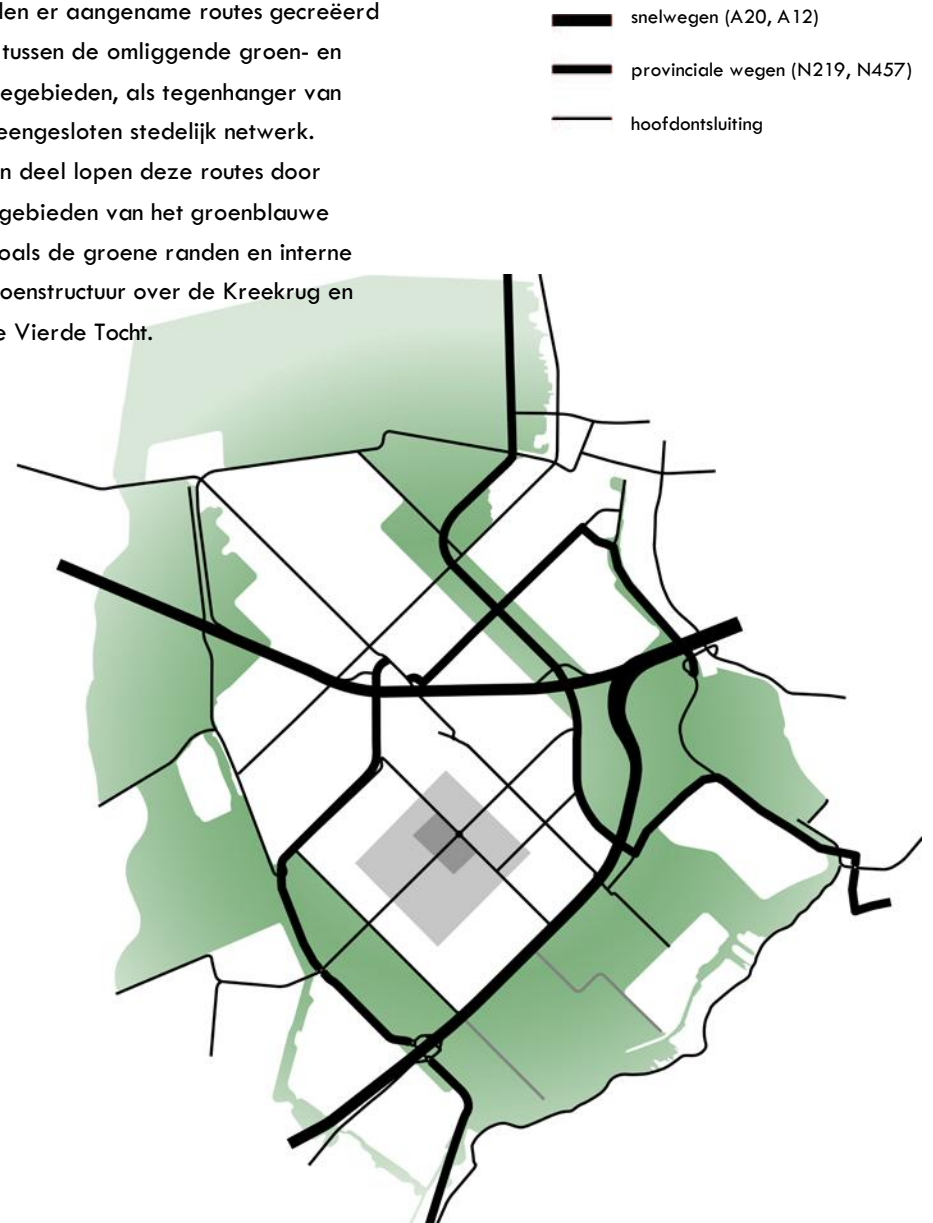 den er aangename routes gecreëerd
tussen de omliggende groen- en
egebieden, als tegenhanger van
eengesloten stedelijk netwerk.
n deel lopen deze routes door
gebieden van het groenblauwe
oals de groene randen en interne
oenstructuur over de Kreekrug en
e Vierde Tocht.
snelwegen (A20, A12)
provinciale wegen (N219, N457)
hoofdontsluiting